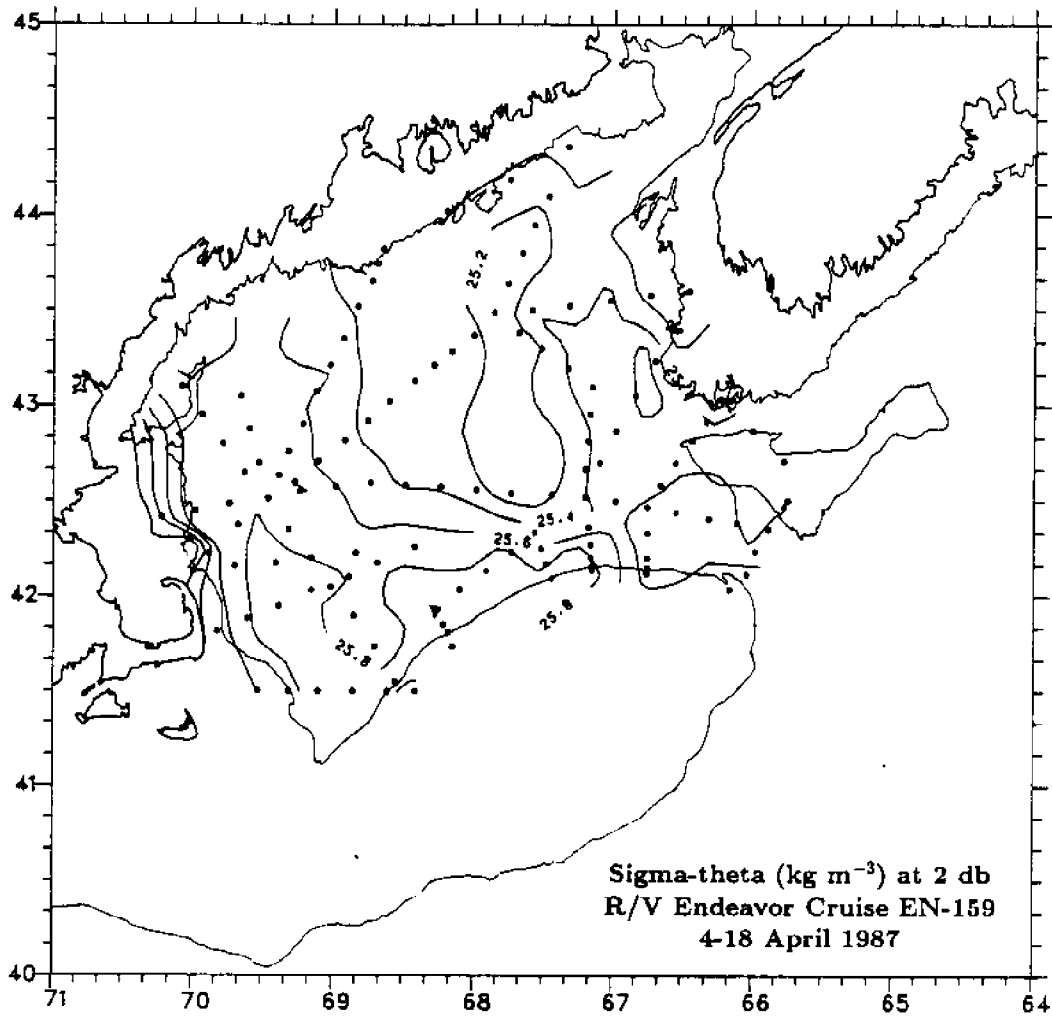 45
44
43
42
41
40
71 70 69 68 67 66 65 64
25.2
25.4
25.6
25.8
25.8
Sigma-theta (kg m⁻³) at 2 db
R/V Endeavor Cruise EN-159
4-18 April 1987